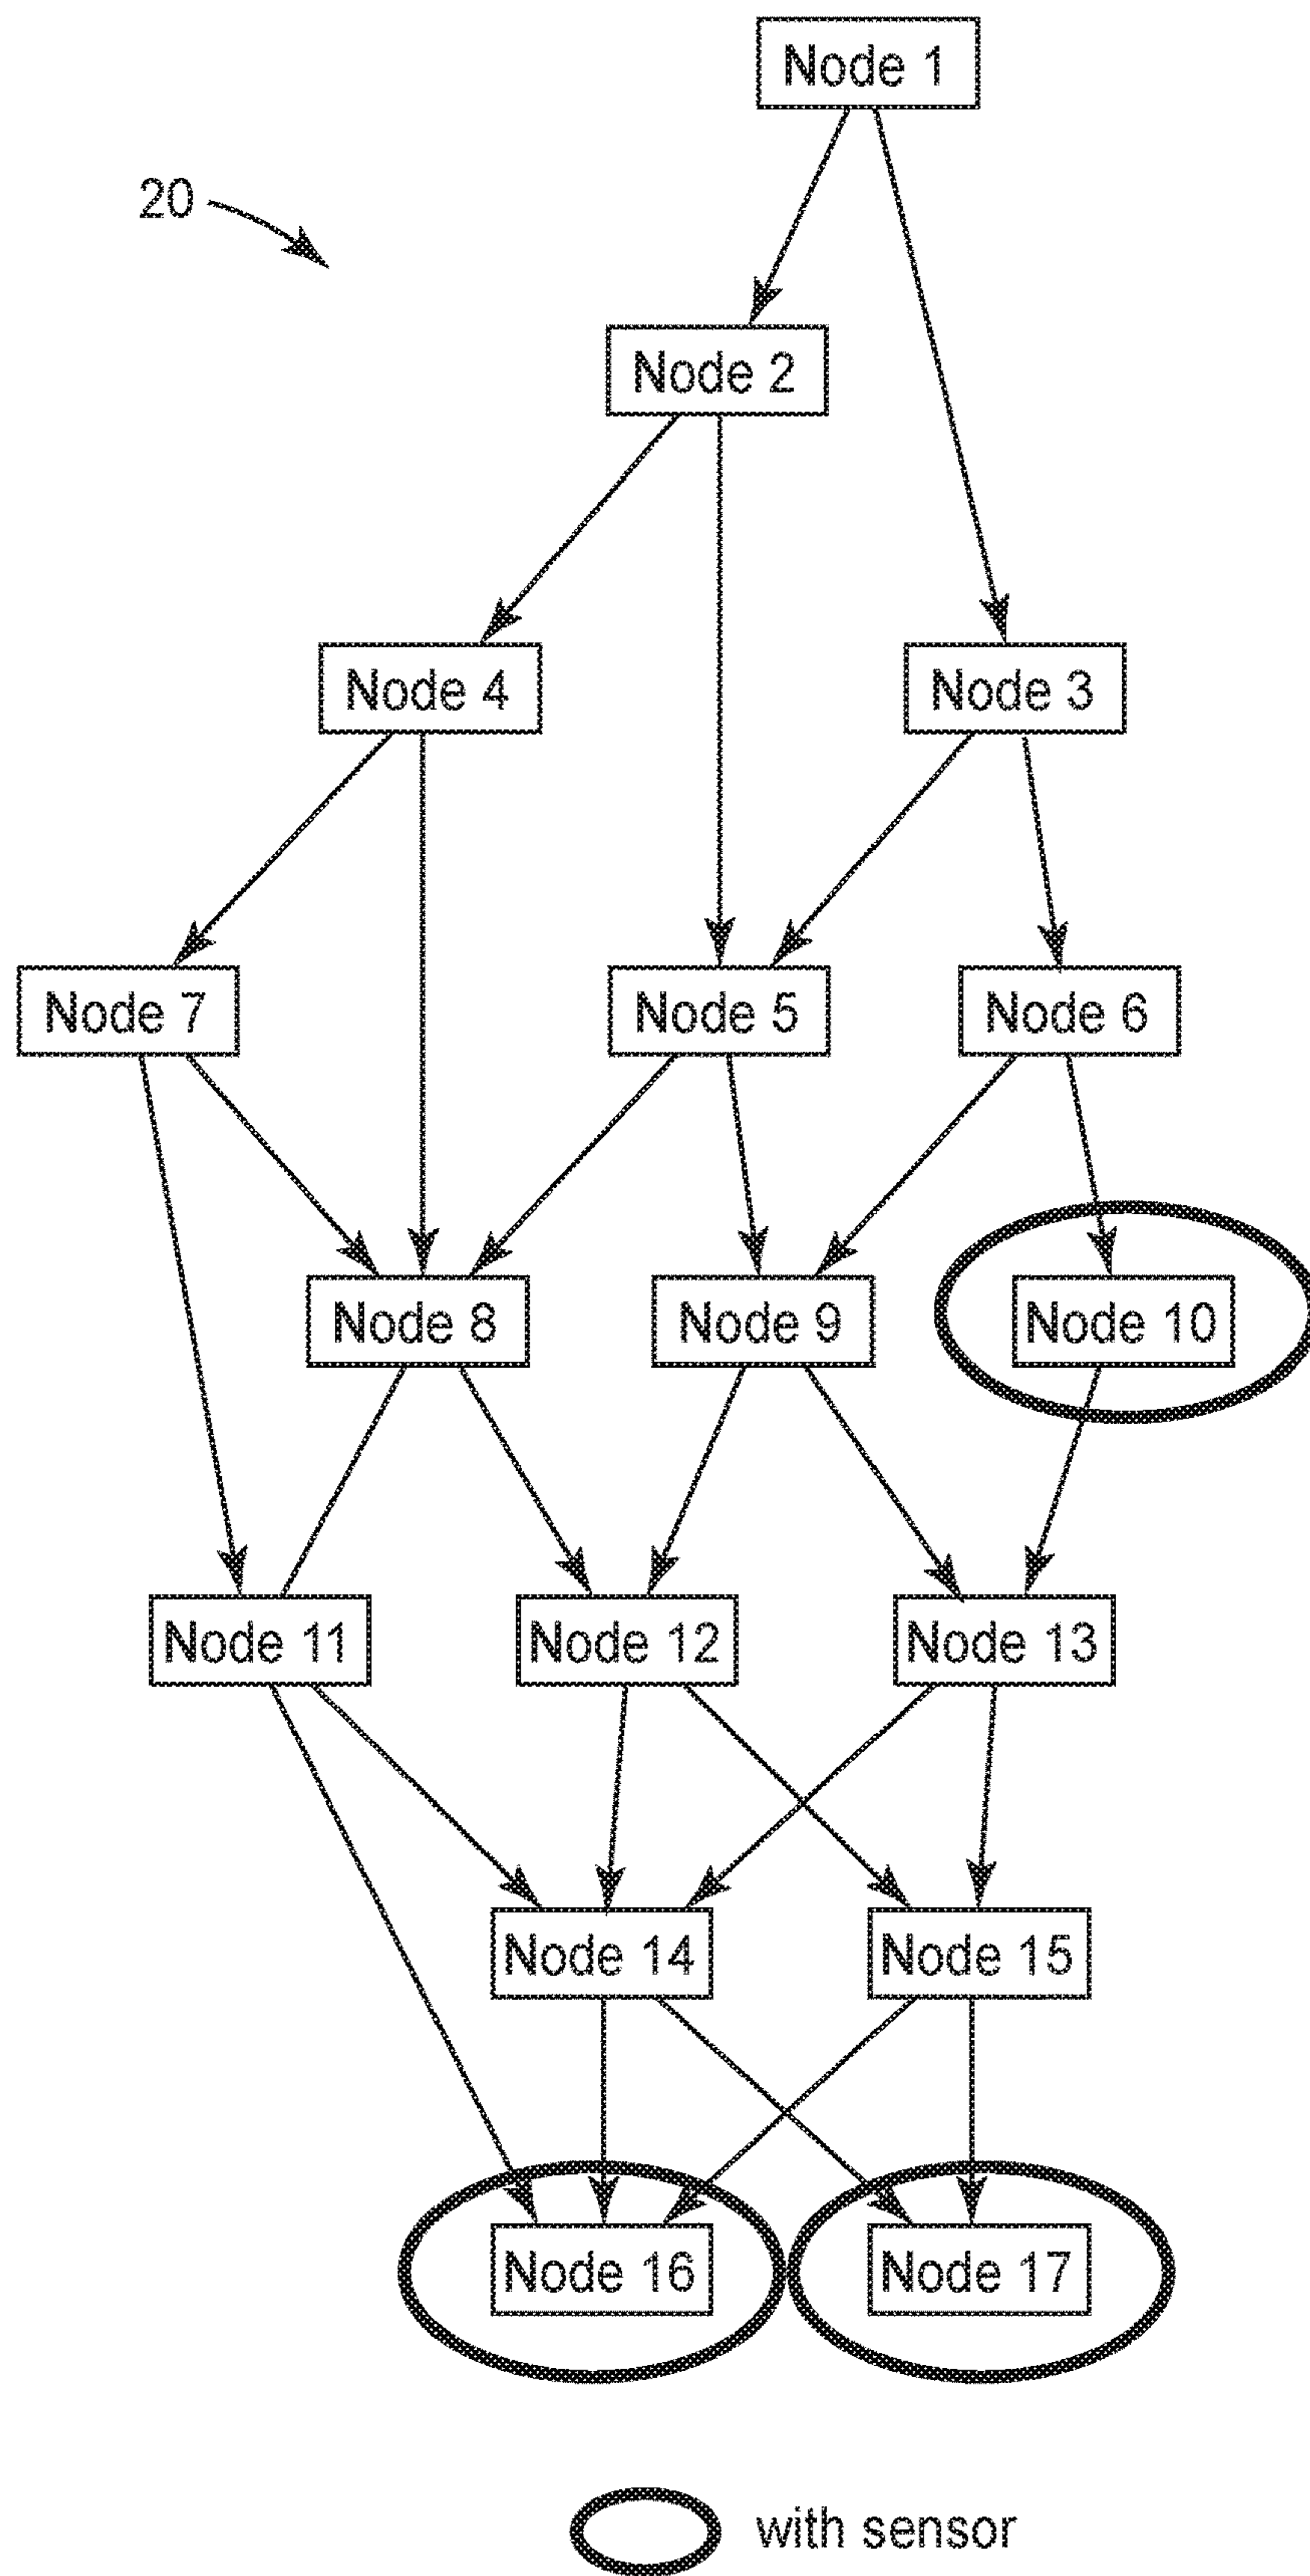 Node 1
20
Node 2
Node 4
Node 3
Node 7
Node 5
Node 6
Node 8
Node 9
Node 10
Node 11
Node 12
Node 13
Node 14
Node 15
Node 16
Node 17
with sensor